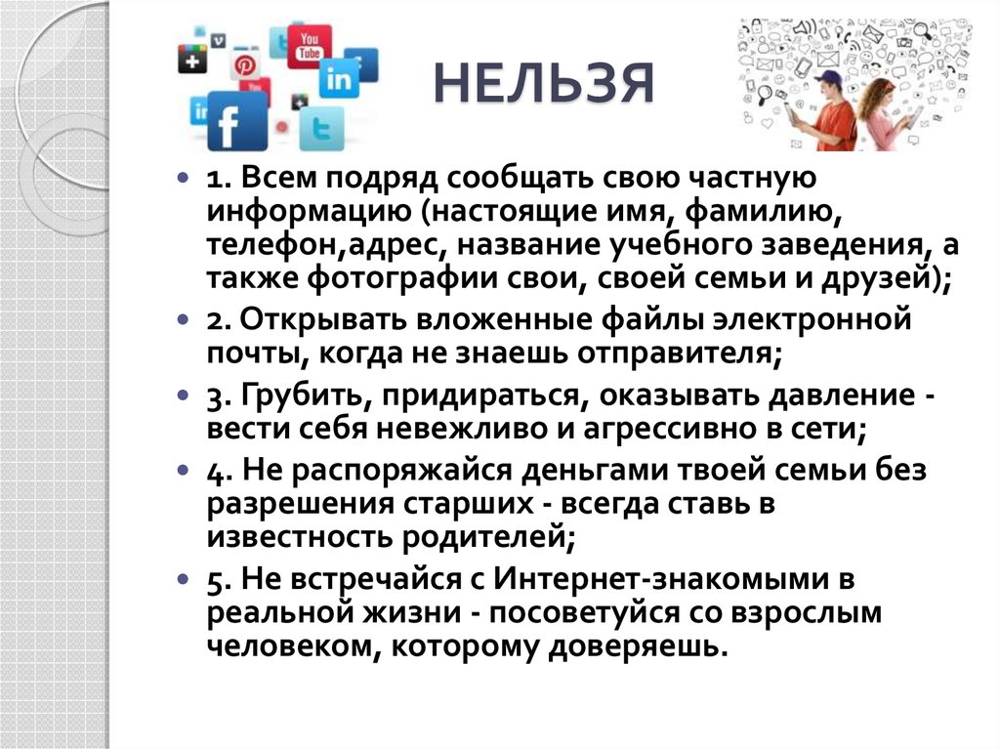 You
Tube
in
in
f
t
t
v
НЕЛЬЗЯ
1. Всем подряд сообщать свою частную
информацию (настоящие имя, фамилию,
телефон,адрес, название учебного заведения, а
также фотографии свои, своей семьи и друзей);
2. Открывать вложенные файлы электронной
почты, когда не знаешь отправителя;
3. Грубить, придираться, оказывать давление -
вести себя невежливо и агрессивно в сети;
4. Не распоряжайся деньгами твоей семьи без
разрешения старших - всегда ставь в
известность родителей;
5. Не встречайся с Интернет-знакомыми в
реальной жизни - посоветуйся со взрослым
человеком, которому доверяешь.